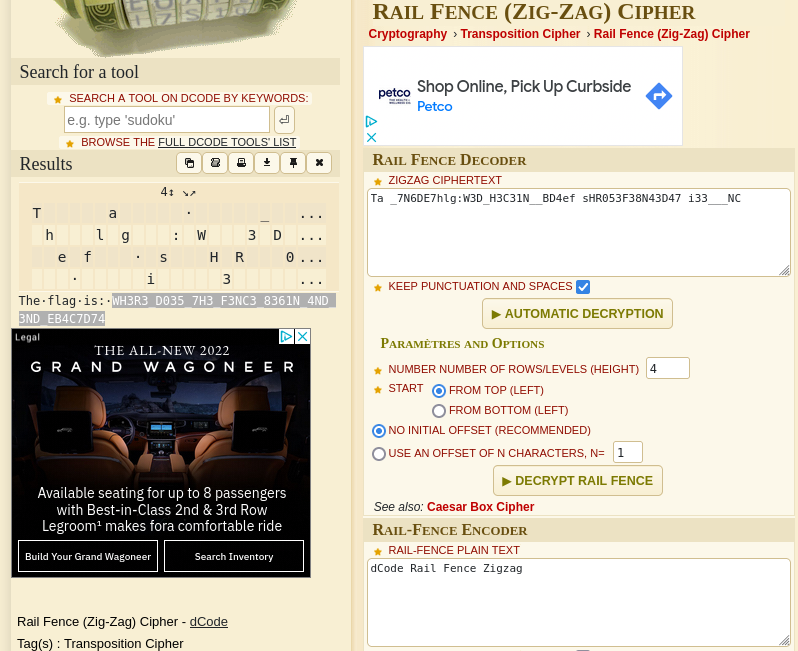 Search for a tool
SEARCH A TOOL ON DCODE BY KEYWORDS:
e.g. type 'sudoku'
BROWSE THE FULL DCODE TOOLS' LIST
Results
4↕ ↘↗
T a · _ ...
h l g : W 3 D ...
e f · s H R 0 ...
· i 3 ...
The·flag·is:·WH3R3_D035_7H3_F3NC3_8361N_4ND_
3ND_EB4C7D74
Legal
THE ALL-NEW 2022
GRAND WAGONEER
Available seating for up to 8 passengers
with Best-in-Class 2nd & 3rd Row
Legroom¹ makes fora comfortable ride
Build Your Grand Wagoneer
Search Inventory
Rail Fence (Zig-Zag) Cipher - dCode
Tag(s) : Transposition Cipher
RAIL FENCE (ZIG-ZAG) CIPHER
Cryptography › Transposition Cipher › Rail Fence (Zig-Zag) Cipher
petco
Shop Online, Pick Up Curbside
Petco
RAIL FENCE DECODER
ZIGZAG CIPHERTEXT
Ta _7N6DE7hlg:W3D_H3C31N__BD4ef sHR053F38N43D47 i33___NC
KEEP PUNCTUATION AND SPACES
▶ AUTOMATIC DECRYPTION
PARAMÈTRES AND OPTIONS
NUMBER NUMBER OF ROWS/LEVELS (HEIGHT) 4
START FROM TOP (LEFT)
FROM BOTTOM (LEFT)
NO INITIAL OFFSET (RECOMMENDED)
USE AN OFFSET OF N CHARACTERS, N= 1
▶ DECRYPT RAIL FENCE
See also: Caesar Box Cipher
RAIL-FENCE ENCODER
RAIL-FENCE PLAIN TEXT
dCode Rail Fence Zigzag